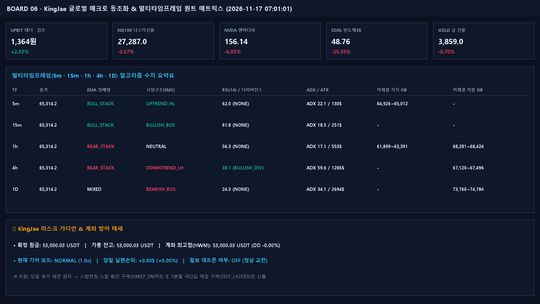 BOARD 06 · KingJae 글로벌 매크로 동조화 & 멀티타임프레임 퀀트 매트릭스 (2026-11-17 07:01:01)
UPBIT 테더 · 업비트
1,364원
+2.33%
NQ100 나스닥선물
27,287.0
-2.67%
NVDA 엔비디아
156.14
-6.05%
SOXL 반도체3X
48.76
-25.59%
GOLD 금 선물
3,859.0
-0.70%
멀티타임프레임(5m · 15m · 1h · 4h · 1D) 알고리즘 수치 요약표
TF 종가 EMA 정배열 시장구조(SMC) RSI(14) / 다이버전스 ADX / ATR 미체결 지지 OB 미체결 저항 OB
5m 65,314.2 BULL_STACK UPTREND_HL 62.0 (NONE) ADX 22.1 / 130$ 64,926~65,012 -
15m 65,314.2 BULL_STACK BULLISH_BOS 61.8 (NONE) ADX 18.5 / 251$ - -
1h 65,314.2 BEAR_STACK NEUTRAL 56.3 (NONE) ADX 17.1 / 553$ 61,899~63,391 68,281~68,424
4h 65,314.2 BEAR_STACK DOWNTREND_LH 39.1 (BULLISH_DIV) ADX 59.6 / 1286$ - 67,120~67,496
1D 65,314.2 MIXED BEARISH_BOS 24.3 (NONE) ADX 34.1 / 2694$ - 73,760~74,784
KingJae 리스크 가디언 & 계좌 방어 태세
• 확정 원금: 53,000.03 USDT | 가용 잔고: 53,000.03 USDT | 계좌 최고점(HWM): 53,000.03 USDT (DD -0.00%)
• 현재 기어 모드: NORMAL (1.0x) | 당일 실현손익: +0.00$ (+0.00%) | 킬보 데드존 여부: OFF (정상 교전)